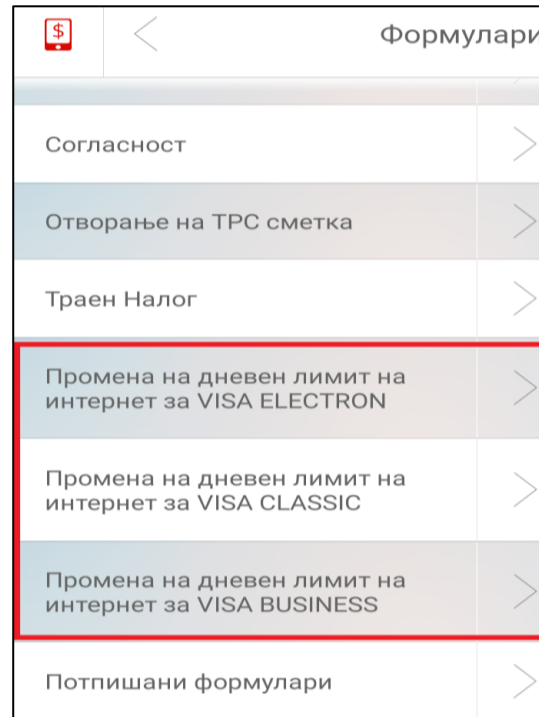 $
Формулари
Согласност
Отворање на ТРС сметка
Траен Налог
Промена на дневен лимит на
интернет за VISA ELECTRON
Промена на дневен лимит на
интернет за VISA CLASSIC
Промена на дневен лимит на
интернет за VISA BUSINESS
Потпишани формулари